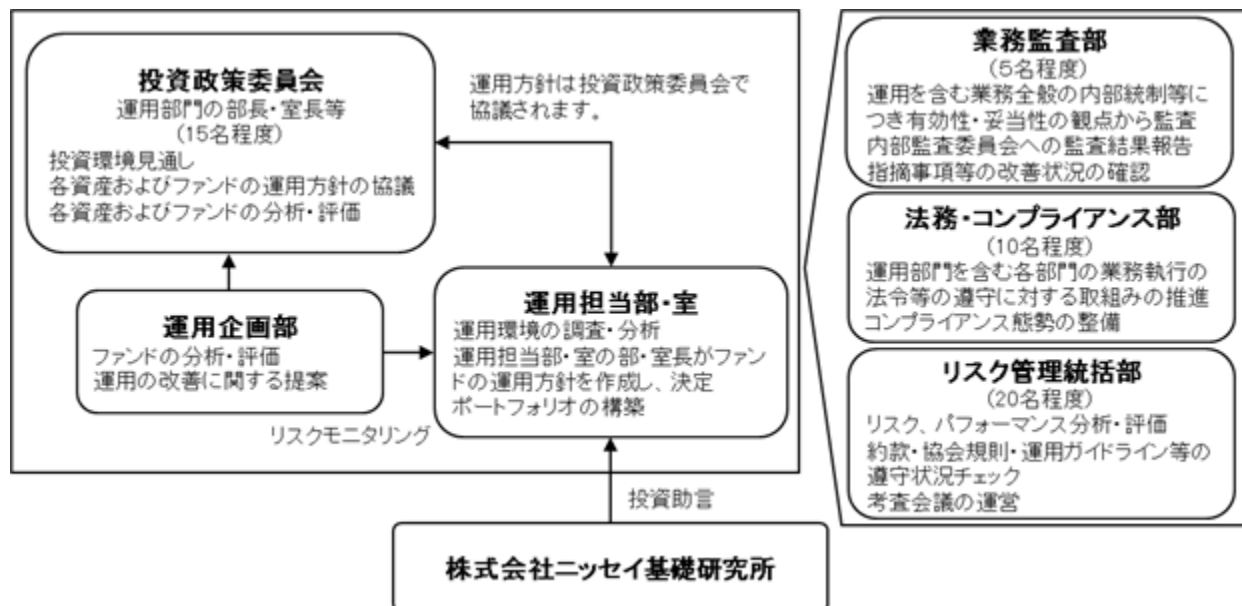 投資政策委員会
運用部門の部長・室長等
(15名程度)
投資環境見通し
各資産およびファンドの運用方針の協議
各資産およびファンドの分析・評価
運用方針は投資政策委員会で
協議されます。
運用企画部
ファンドの分析・評価
運用の改善に関する提案
リスクモニタリング
運用担当部・室
運用環境の調査・分析
運用担当部・室の部・室長がファン
ドの運用方針を作成し、決定
ポートフォリオの構築
投資助言
株式会社ニッセイ基礎研究所
業務監査部
(5名程度)
運用を含む業務全般の内部統制等に
つき有効性・妥当性の観点から監査
内部監査委員会への監査結果報告
指摘事項等の改善状況の確認
法務・コンプライアンス部
(10名程度)
運用部門を含む各部門の業務執行の
法令等の遵守に対する取組みの推進
コンプライアンス態勢の整備
リスク管理統括部
(20名程度)
リスク、パフォーマンス分析・評価
約款・協会規則・運用ガイドライン等の
遵守状況チェック
考査会議の運営